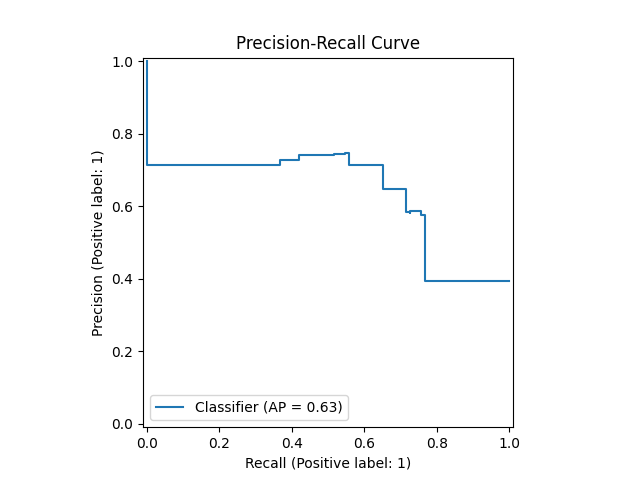 Precision-Recall Curve
1.0
0.8
0.6
0.4
0.2
0.0
Precision (Positive label: 1)
Classifier (AP = 0.63)
0.0 0.2 0.4 0.6 0.8 1.0
Recall (Positive label: 1)